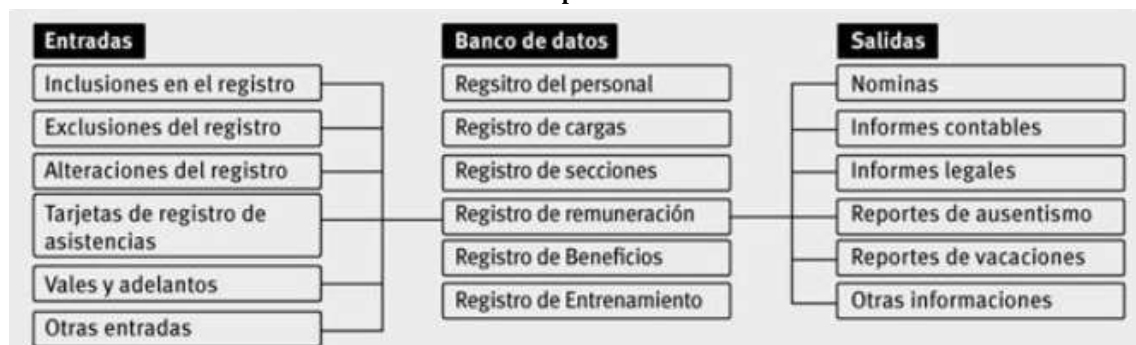 Entradas
Inclusiones en el registro
Exclusiones del registro
Alteraciones del registro
Tarjetas de registro de
asistencias
Vales y adelantos
Otras entradas
Banco de datos
Regsitro del personal
Registro de cargas
Registro de secciones
Registro de remuneración
Registro de Beneficios
Registro de Entrenamiento
Salidas
Nominas
Informes contables
Informes legales
Reportes de ausentismo
Reportes de vacaciones
Otras informaciones